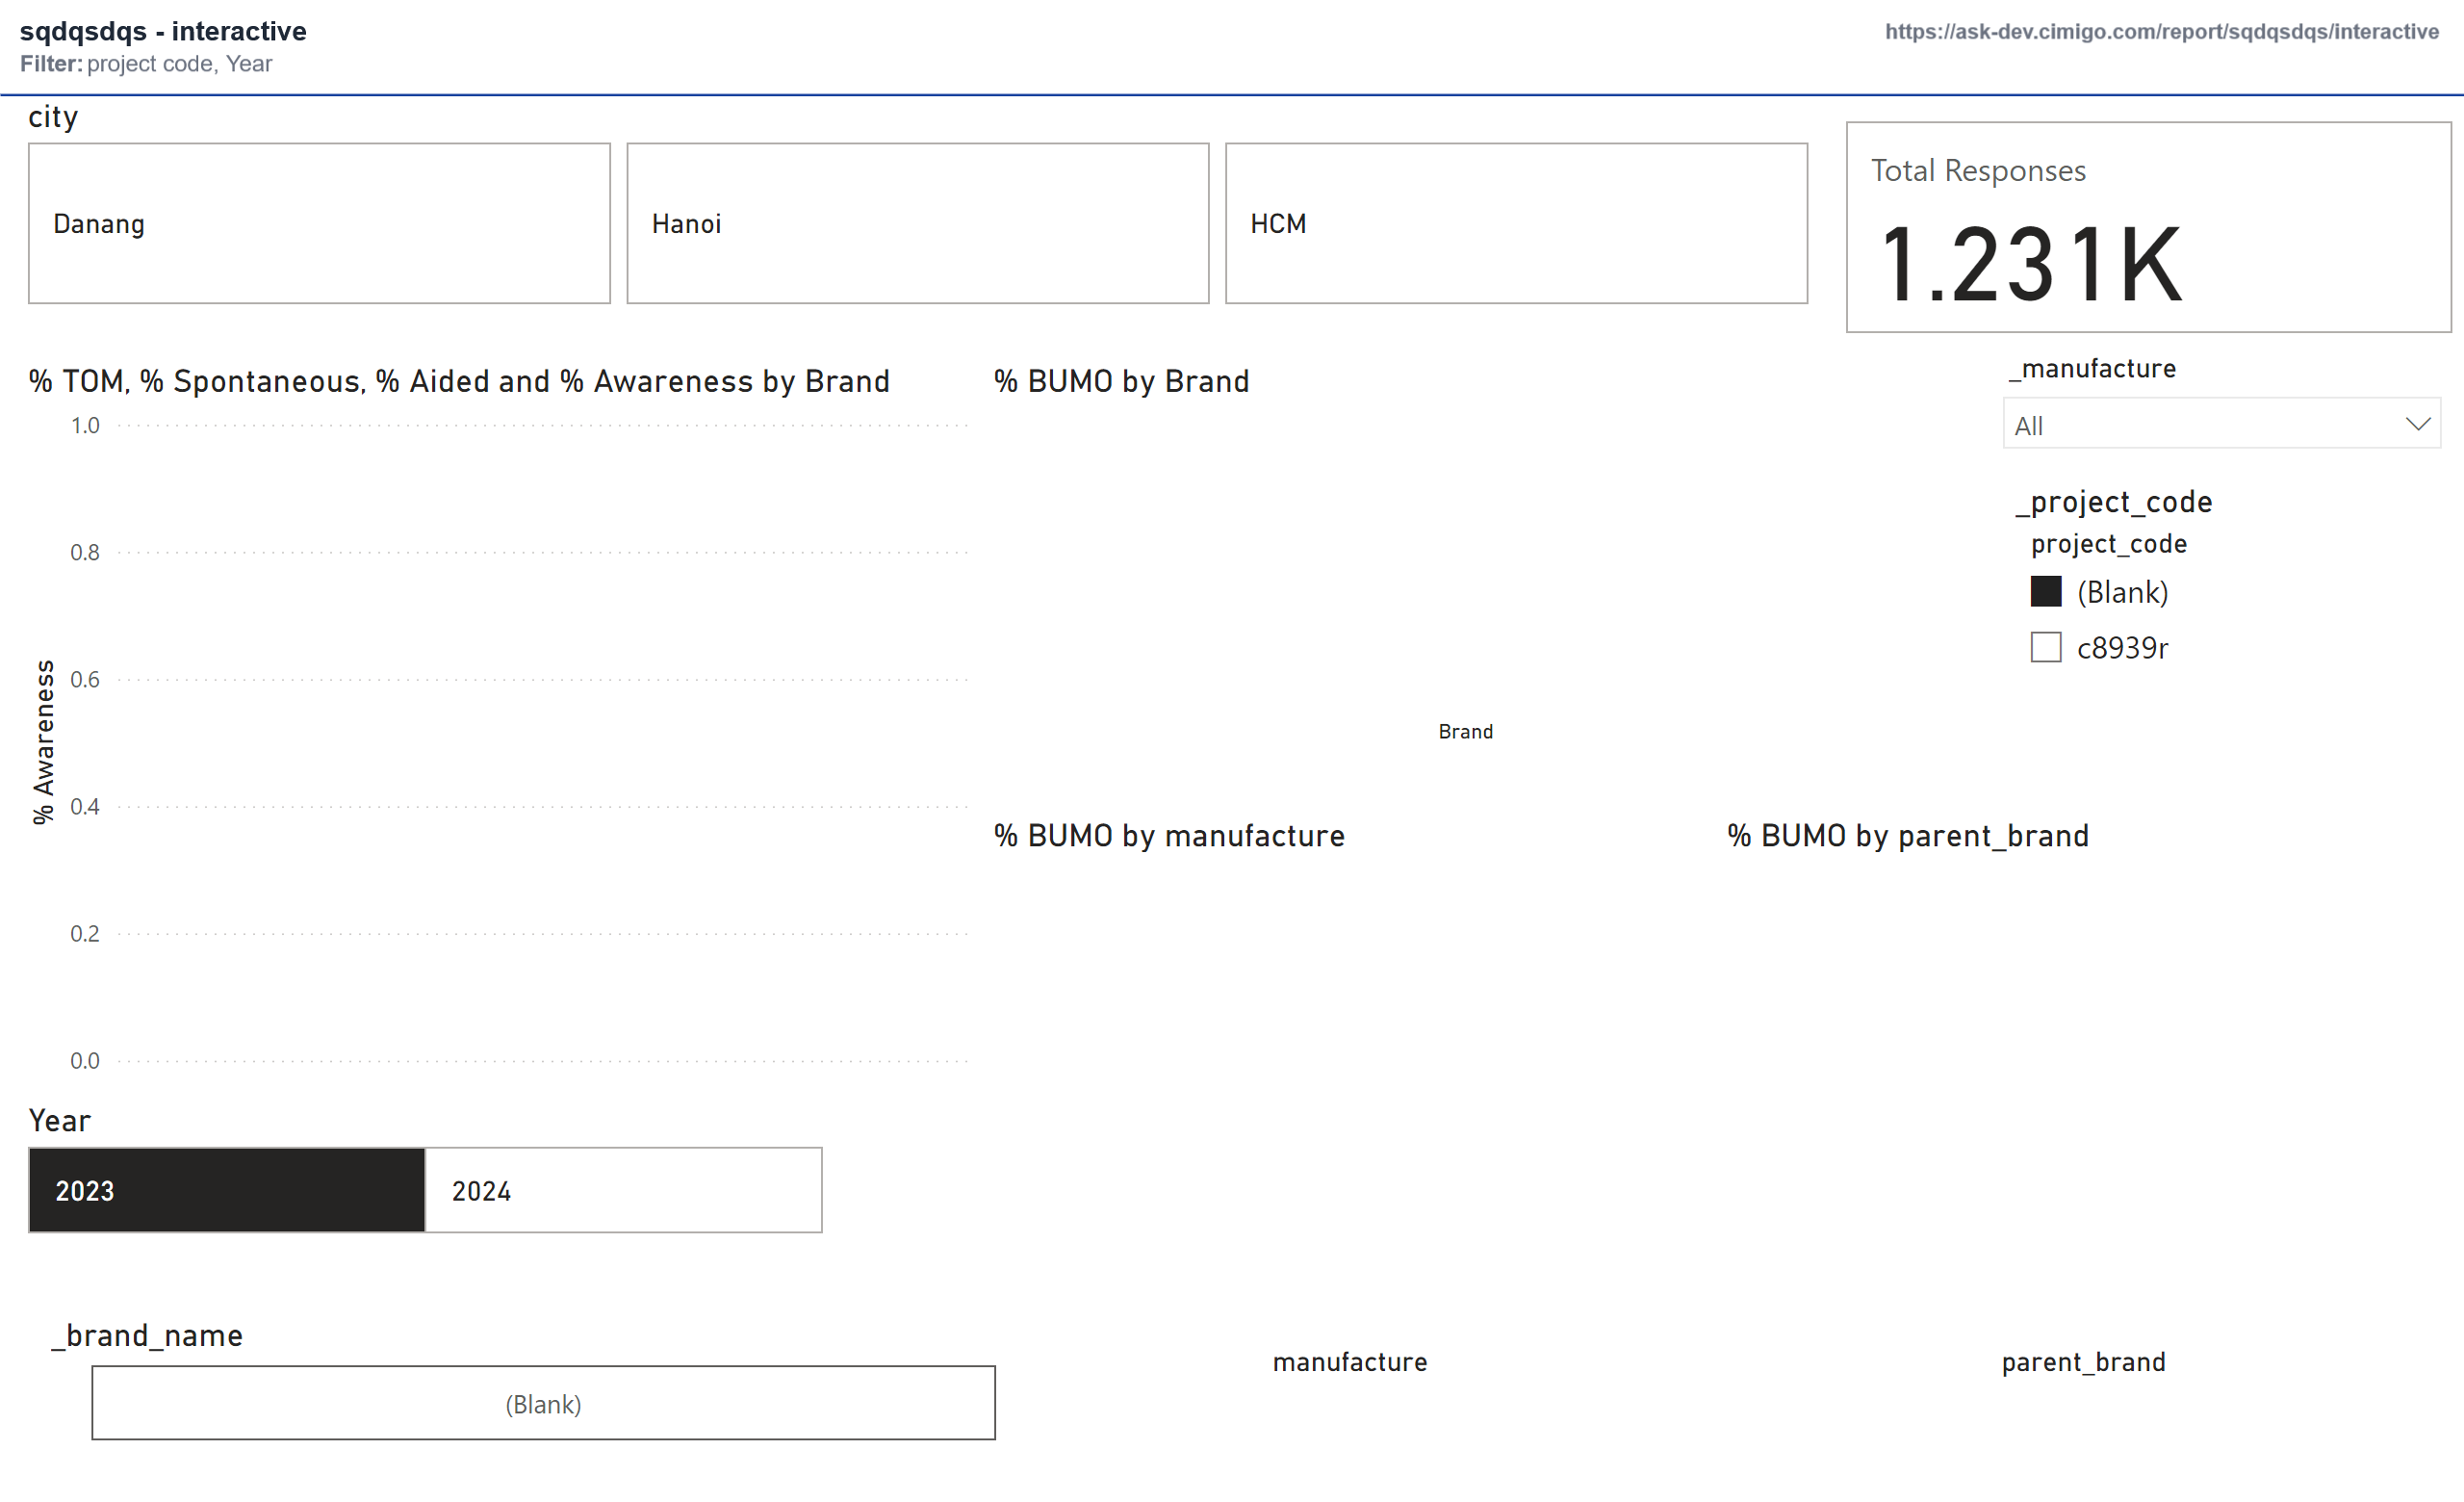 sqdqsdqs - interactive
https://ask-dev.cimigo.com/report/sqdqsdqs/interactive
Filter: project code, Year
city
Danang
Hanoi
HCM
Total Responses
1.231K
% TOM, % Spontaneous, % Aided and % Awareness by Brand
1.0
0.8
0.6
0.4
0.2
0.0
% Awareness
% BUMO by Brand
Brand
_manufacture
All
_project_code
project_code
(Blank)
c8939r
% BUMO by manufacture
manufacture
% BUMO by parent_brand
parent_brand
Year
2023
2024
_brand_name
(Blank)